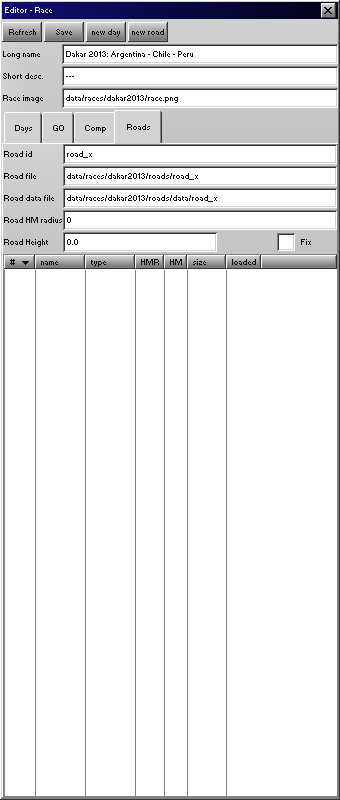 Editor - Race
Refresh Save new day new road
Long name Dakar 2013: Argentina - Chile - Peru
Short desc. ---
Race image data/races/dakar2013/race.png
Days GO Comp Roads
Road id road_x
Road file data/races/dakar2013/roads/road_x
Road data file data/races/dakar2013/roads/data/road_x
Road HM radius 0
Road Height 0.0 Fix
# name type HMR HM size loaded